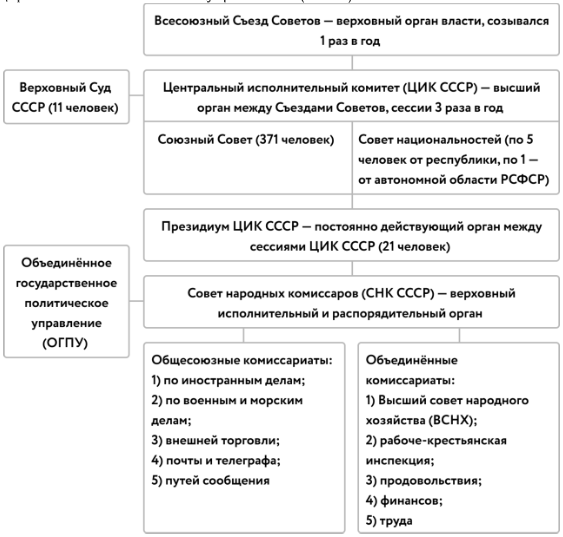 Всесоюзный Съезд Советов — верховный орган власти, созывался
1 раз в год
Верховный Суд
СССР (11 человек)
Центральный исполнительный комитет (ЦИК СССР) — высший
орган между Съездами Советов, сессии 3 раза в год
Союзный Совет (371 человек)
Совет национальностей (по 5
человек от республики, по 1 —
от автономной области РСФСР)
Президиум ЦИК СССР — постоянно действующий орган между
сессиями ЦИК СССР (21 человек)
Объединённое
государственное
политическое
управление
(ОГПУ)
Совет народных комиссаров (СНК СССР) — верховный
исполнительный и распорядительный орган
Общесоюзные комиссариаты:
1) по иностранным делам;
2) по военным и морским
делам;
3) внешней торговли;
4) почты и телеграфа;
5) путей сообщения
Объединённые
комиссариаты:
1) Высший совет народного
хозяйства (ВСНХ);
2) рабоче-крестьянская
инспекция;
3) продовольствия;
4) финансов;
5) труда